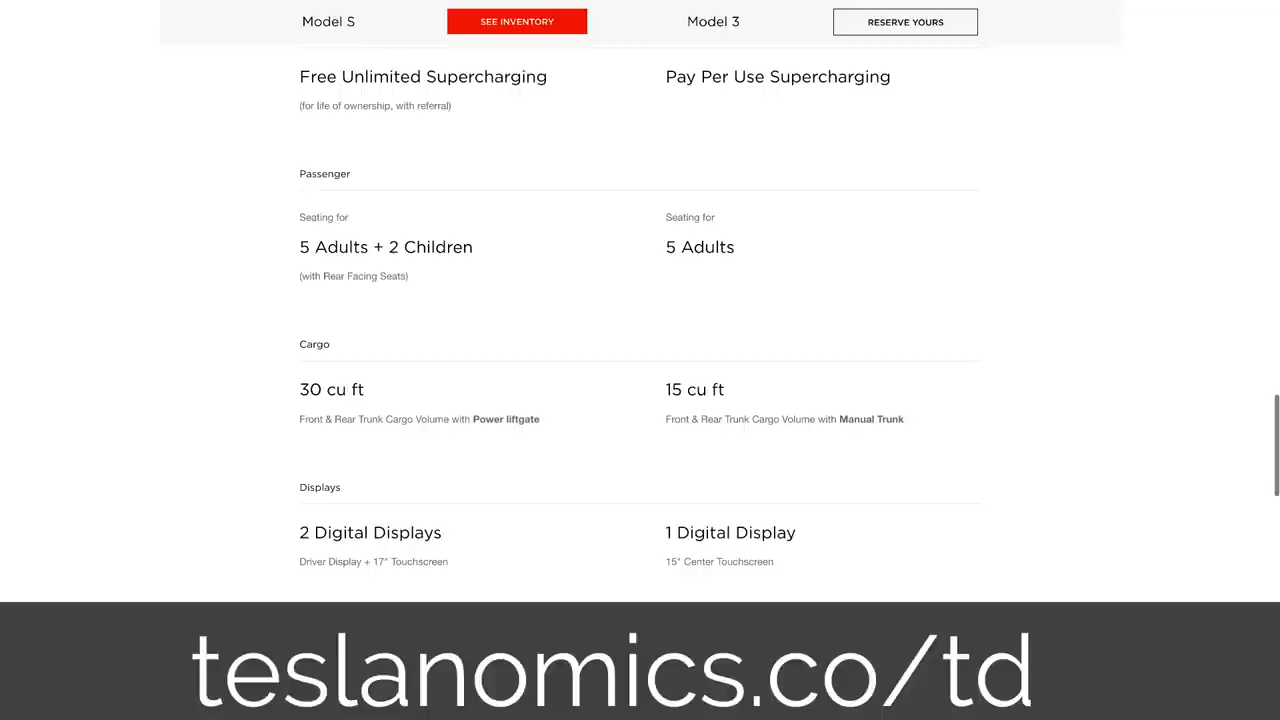 Model S SEE INVENTORY Model 3 RESERVE YOURS
Free Unlimited Supercharging Pay Per Use Supercharging
(for life of ownership, with referral)
Passenger
Seating for Seating for
5 Adults + 2 Children 5 Adults
(with Rear Facing Seats)
Cargo
30 cu ft 15 cu ft
Front & Rear Trunk Cargo Volume with Power liftgate Front & Rear Trunk Cargo Volume with Manual Trunk
Displays
2 Digital Displays 1 Digital Display
Driver Display + 17" Touchscreen 15" Center Touchscreen
teslanomics.co/td